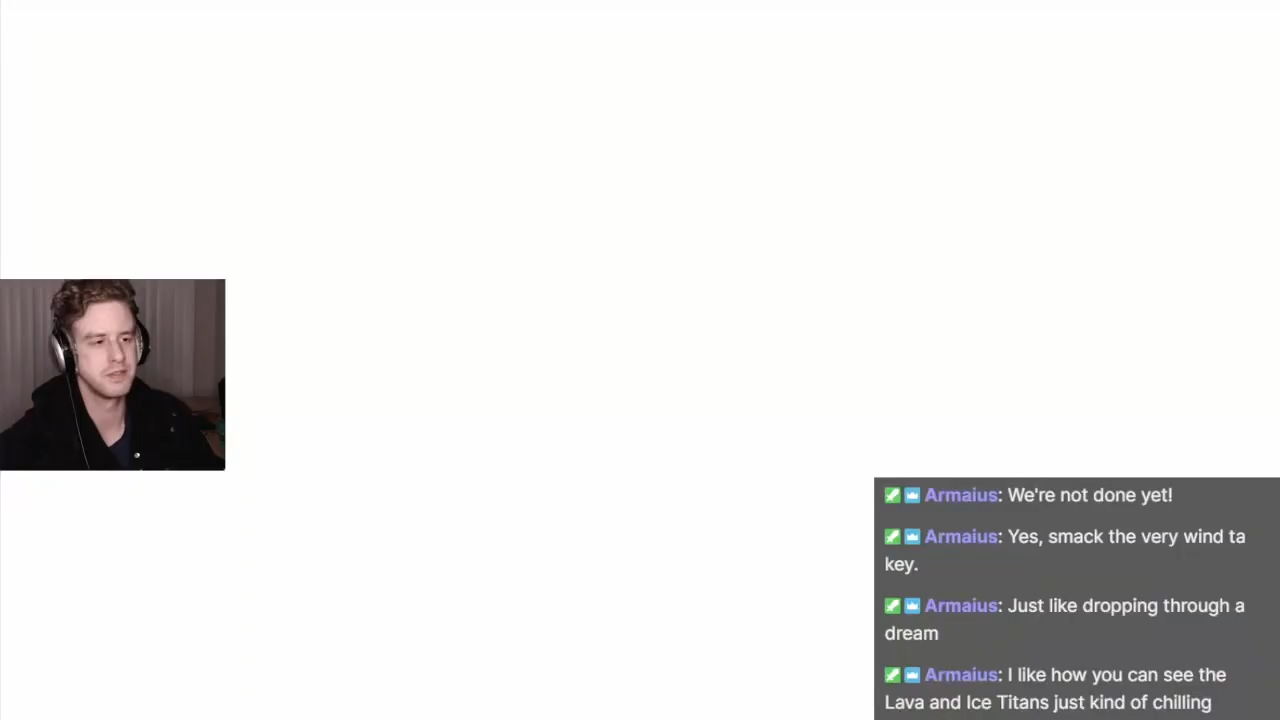 Armaius: We're not done yet!
Armaius: Yes, smack the very wind ta
key.
Armaius: Just like dropping through a
dream
Armaius: I like how you can see the
Lava and Ice Titans just kind of chilling